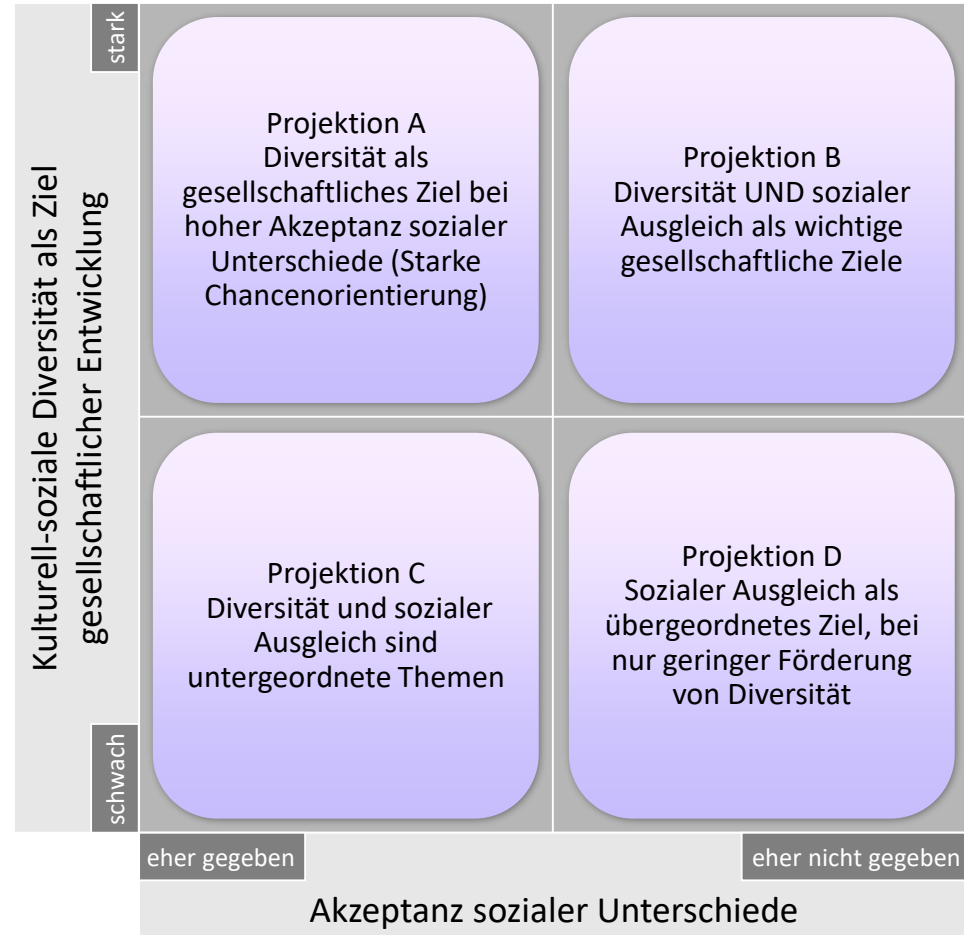 Kulturell-soziale Diversität als Ziel
gesellschaftlicher Entwicklung
stark
schwach
Projektion A
Diversität als
gesellschaftliches Ziel bei
hoher Akzeptanz sozialer
Unterschiede (Starke
Chancenorientierung)
Projektion B
Diversität UND sozialer
Ausgleich als wichtige
gesellschaftliche Ziele
Projektion C
Diversität und sozialer
Ausgleich sind
untergeordnete Themen
Projektion D
Sozialer Ausgleich als
übergeordnetes Ziel, bei
nur geringer Förderung
von Diversität
eher gegeben
eher nicht gegeben
Akzeptanz sozialer Unterschiede